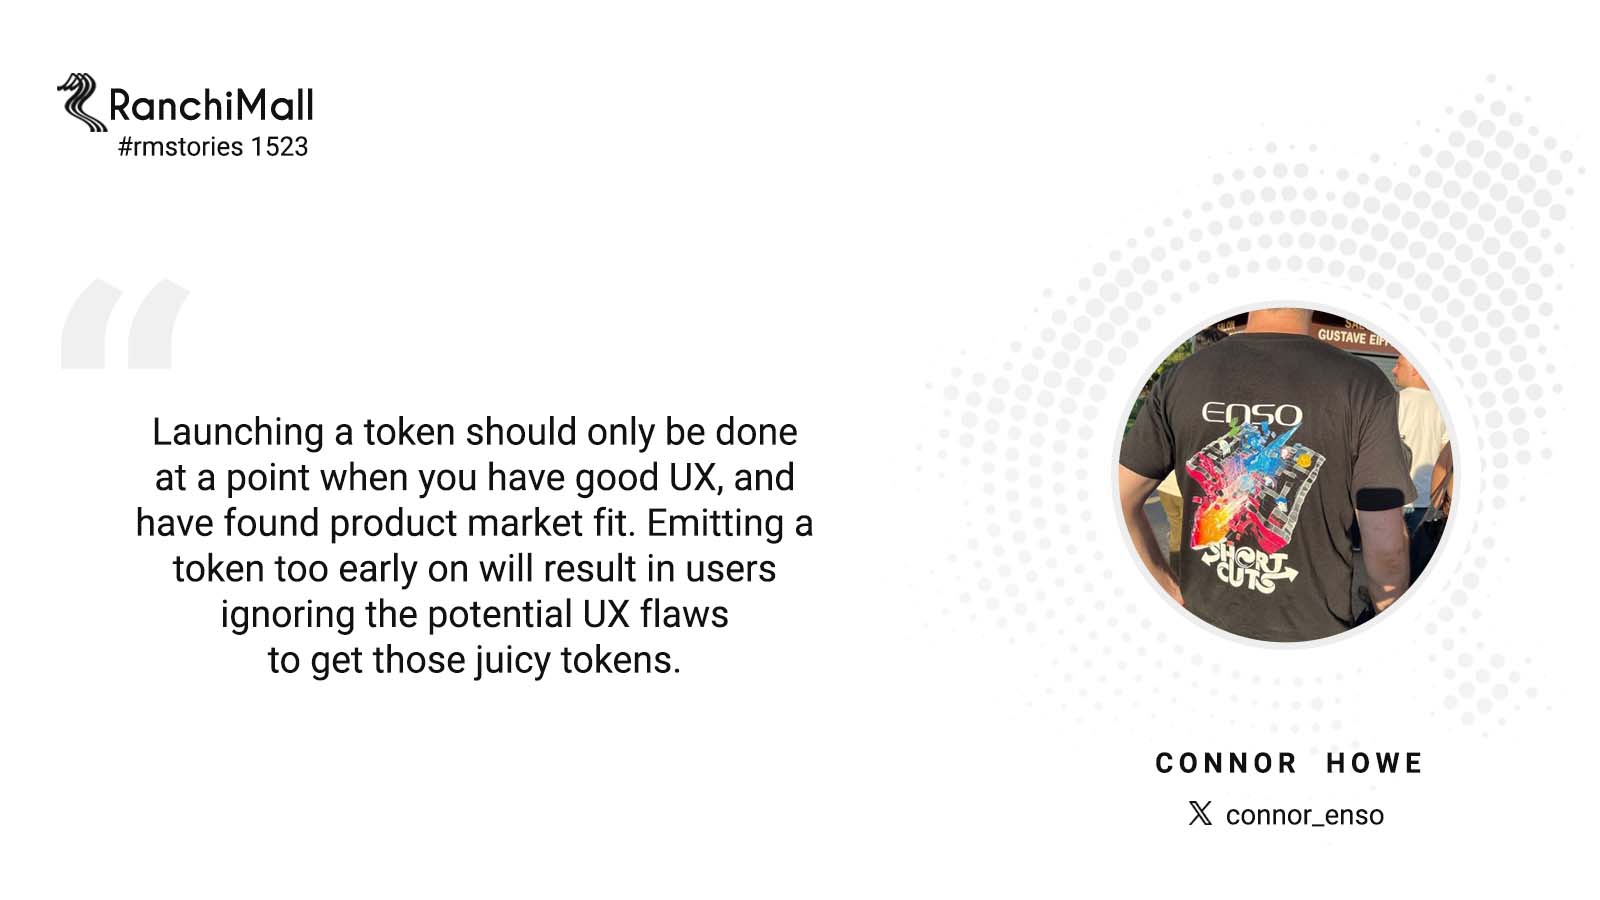 RanchiMall
#rmstories 1523
“
Launching a token should only be done
at a point when you have good UX, and
have found product market fit. Emitting a
token too early on will result in users
ignoring the potential UX flaws
to get those juicy tokens.
GUSTAVE EIF
ENSO
SHORT
CUTS
CONNOR HOWE
X connor_enso